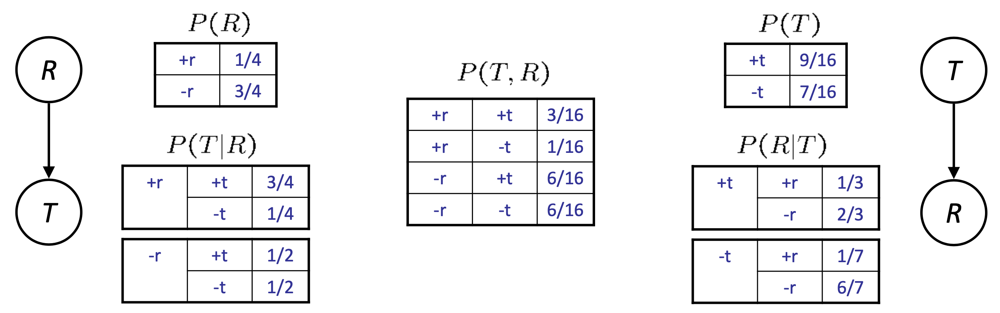 R
T
P(R)
+r 1/4
-r 3/4
P(T|R)
+r +t 3/4
-t 1/4
-r +t 1/2
-t 1/2
P(T, R)
+r +t 3/16
+r -t 1/16
-r +t 6/16
-r -t 6/16
P(T)
+t 9/16
-t 7/16
P(R|T)
+t +r 1/3
-r 2/3
-t +r 1/7
-r 6/7
T
R